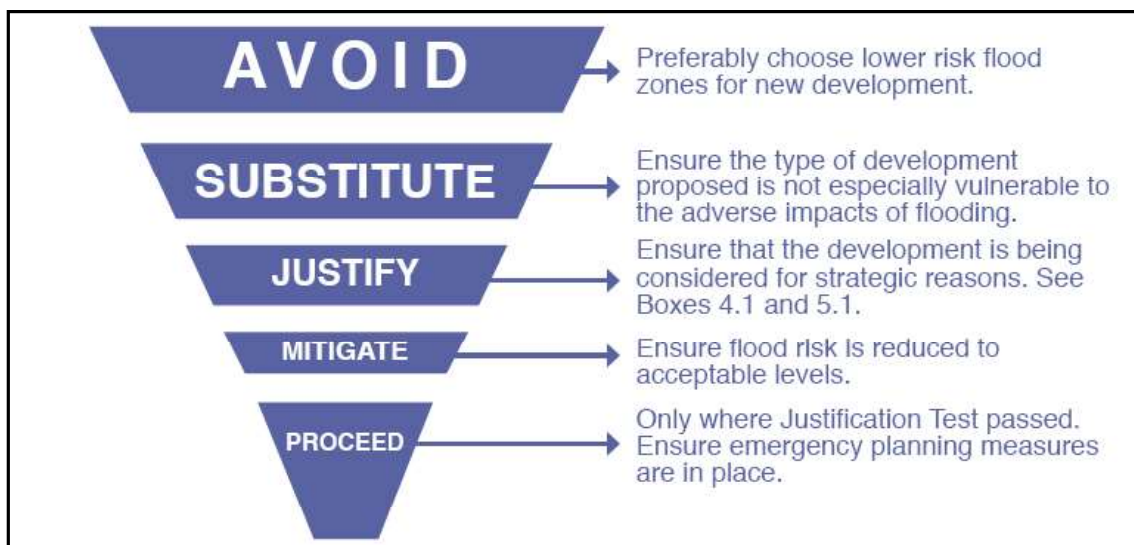 AVOID
Preferably choose lower risk flood
zones for new development.
SUBSTITUTE
Ensure the type of development
proposed is not especially vulnerable to
the adverse impacts of flooding.
JUSTIFY
Ensure that the development is being
considered for strategic reasons. See
Boxes 4.1 and 5.1.
MITIGATE
Ensure flood risk is reduced to
acceptable levels.
PROCEED
Only where Justification Test passed.
Ensure emergency planning measures
are in place.